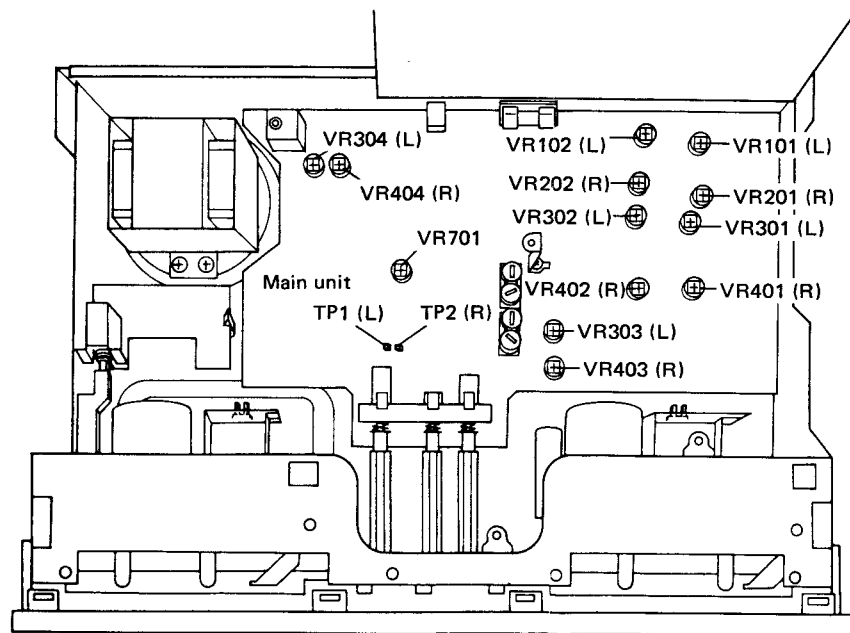 VR304 (L)
VR404 (R)
VR102 (L)
VR101 (L)
VR202 (R)
VR201 (R)
VR302 (L)
VR301 (L)
VR701
Main unit
VR402 (R)
VR401 (R)
TP1 (L)
TP2 (R)
VR303 (L)
VR403 (R)